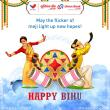 May the flicker of
meji light up new hopes!
HAPPY BIHU